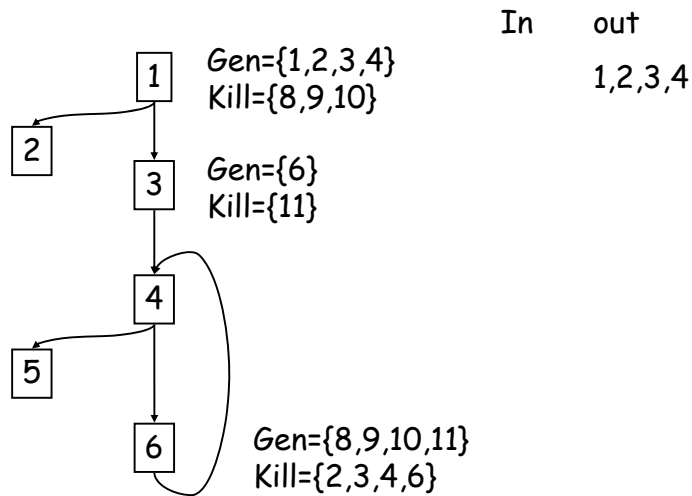 In out
1 Gen={1,2,3,4} 1,2,3,4
Kill={8,9,10}
2
3 Gen={6}
Kill={11}
4
5
6 Gen={8,9,10,11}
Kill={2,3,4,6}